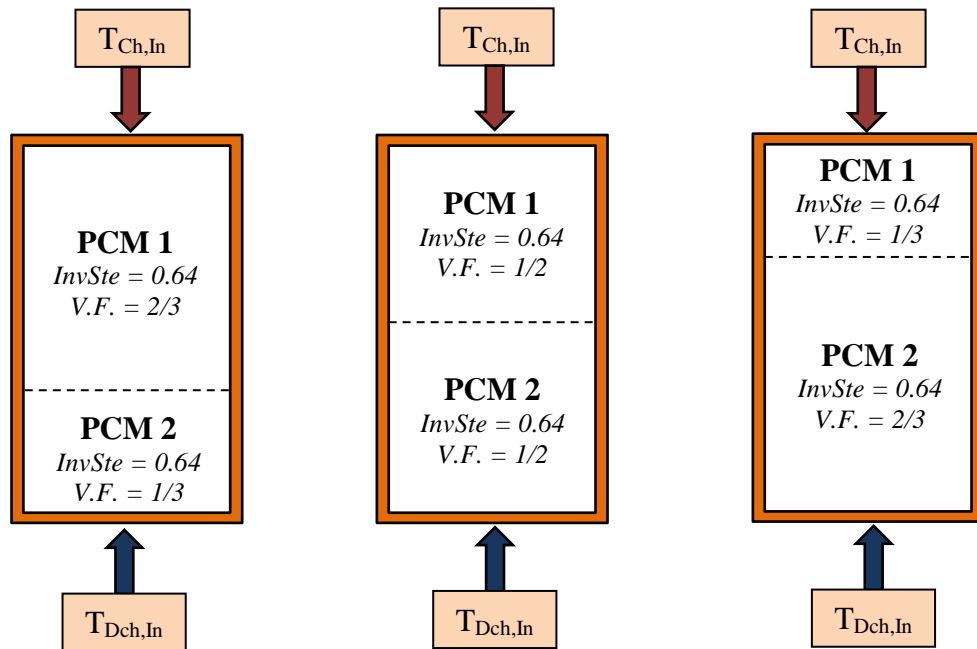 T_Ch,In
PCM 1
InvSte = 0.64
V.F. = 2/3
PCM 2
InvSte = 0.64
V.F. = 1/3
T_Dch,In
T_Ch,In
PCM 1
InvSte = 0.64
V.F. = 1/2
PCM 2
InvSte = 0.64
V.F. = 1/2
T_Dch,In
T_Ch,In
PCM 1
InvSte = 0.64
V.F. = 1/3
PCM 2
InvSte = 0.64
V.F. = 2/3
T_Dch,In